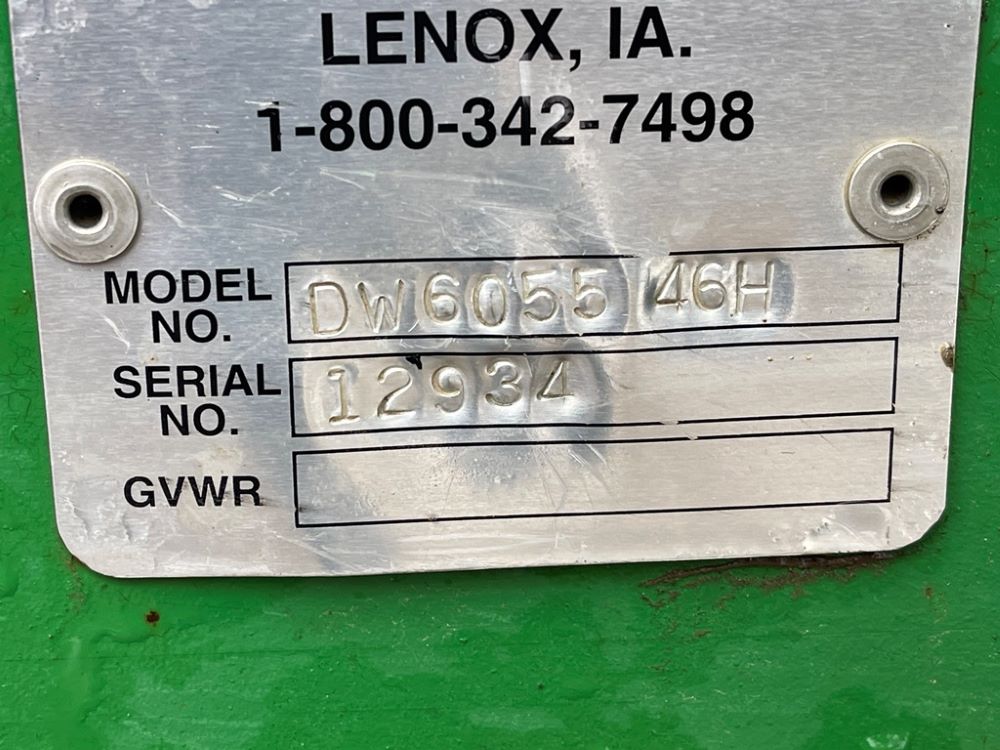 LENOX, IA.
1-800-342-7498
MODEL NO. DW6055 46H
SERIAL NO. 12934
GVWR